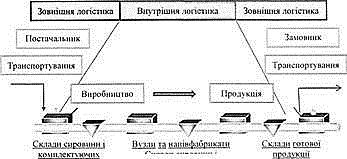 Зовнішня логістика Внутрішня логістика Зовнішня логістика
Постачальник Замовник
Транспортування Транспортування
Виробництво Продукція
Склади сировини і комплектуючих
Вузли та напівфабрикати
Склади готової продукції